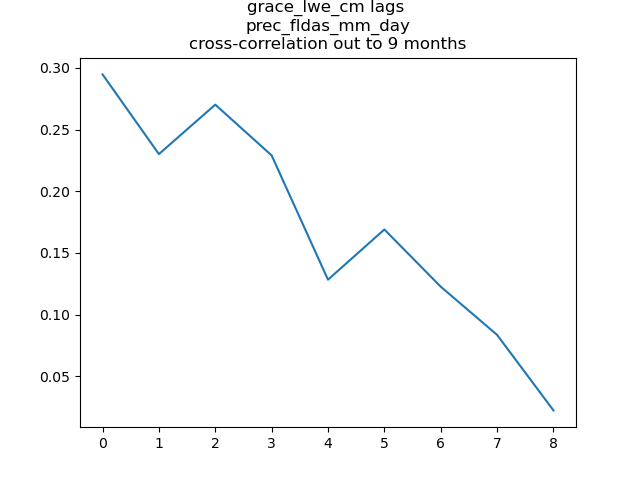 grace_lwe_cm lags
prec_fldas_mm_day
cross-correlation out to 9 months
0.30
0.25
0.20
0.15
0.10
0.05
0 1 2 3 4 5 6 7 8